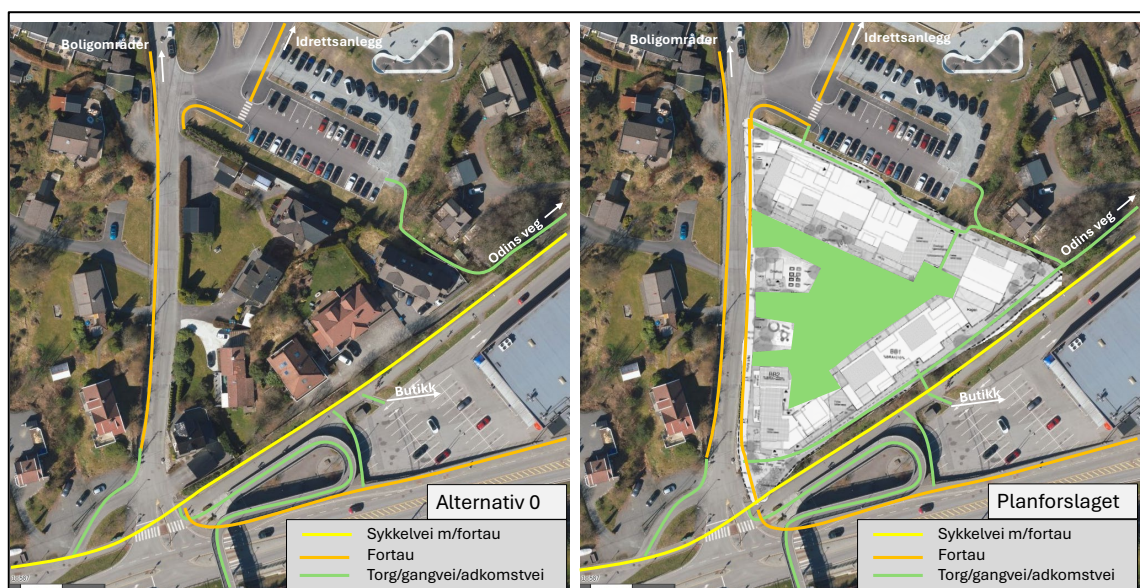 Boligområder
Idrettsanlegg
Odins veg
Butikk
Alternativ 0
Sykkelvei m/fortau
Fortau
Torg/gangvei/adkomstvei
Boligområder
Idrettsanlegg
Odins veg
BB1
Butikk
Planforslaget
Sykkelvei m/fortau
Fortau
Torg/gangvei/adkomstvei